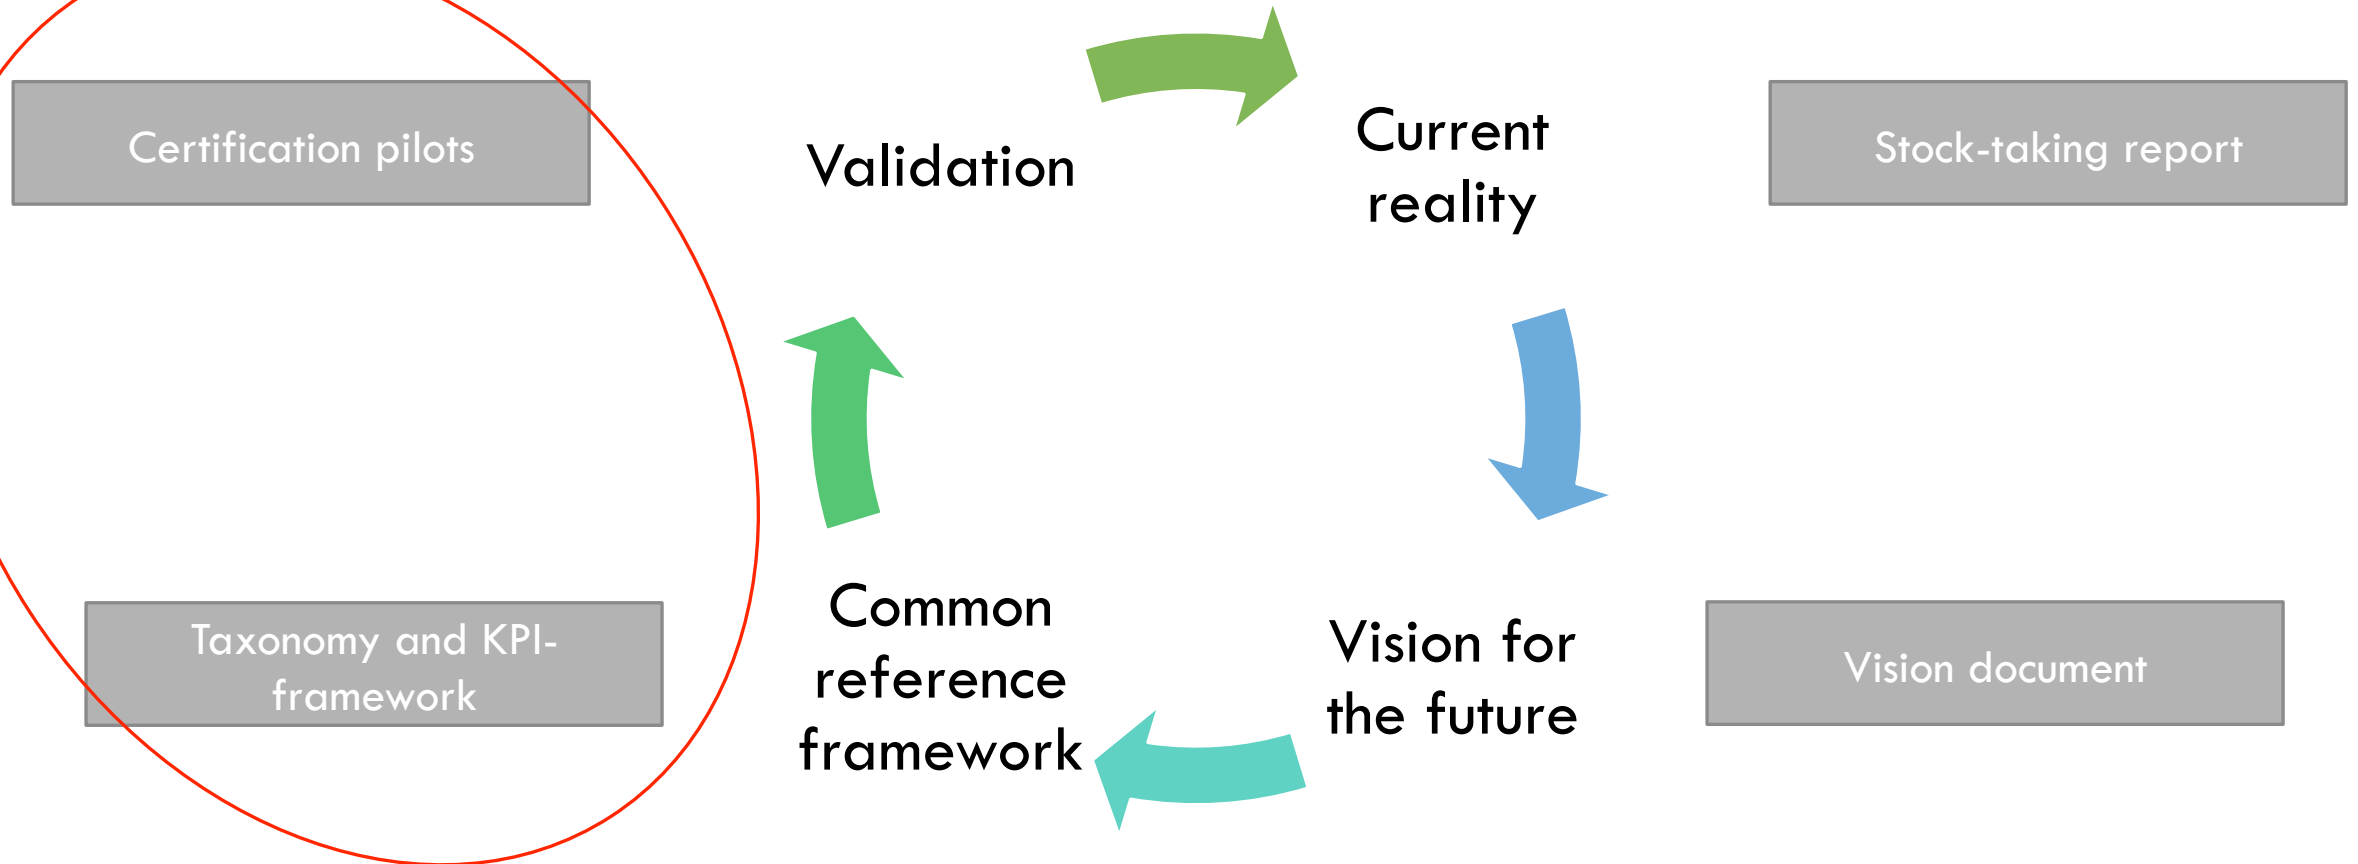 Certification pilots
Validation
Current
reality
Stock-taking report
Taxonomy and KPI-
framework
Common
reference
framework
Vision for
the future
Vision document